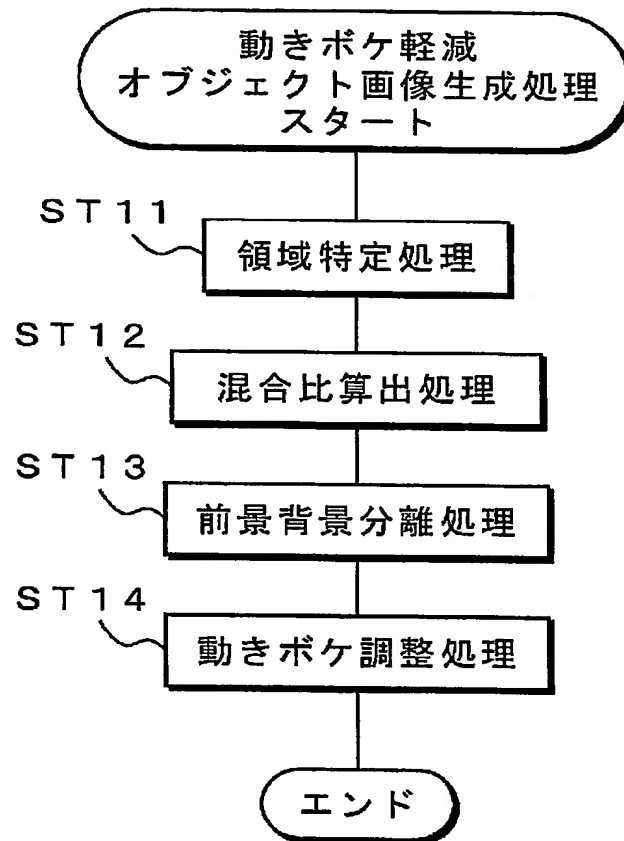 動きボケ軽減
オブジェクト画像生成処理
スタート
ST11
領域特定処理
ST12
混合比算出処理
ST13
前景背景分離処理
ST14
動きボケ調整処理
エンド